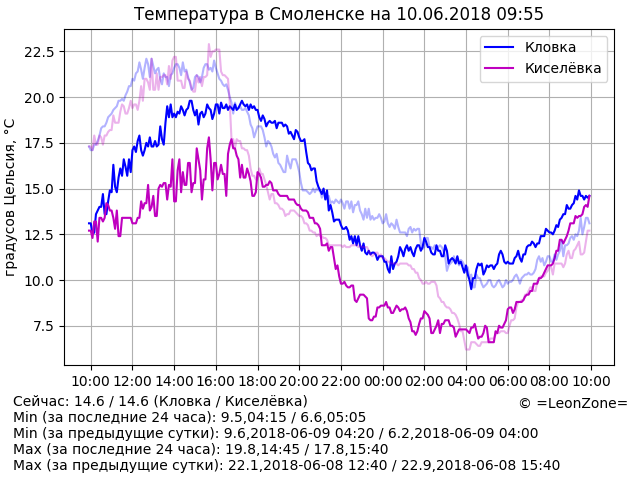 Температура в Смоленске на 10.06.2018 09:55
Кловка
Киселёвка
градусов Цельсия, °C
22.5
20.0
17.5
15.0
12.5
10.0
7.5
10:00 12:00 14:00 16:00 18:00 20:00 22:00 00:00 02:00 04:00 06:00 08:00 10:00
Сейчас: 14.6 / 14.6 (Кловка / Киселёвка)
© =LeonZone=
Min (за последние 24 часа): 9.5,04:15 / 6.6,05:05
Min (за предыдущие сутки): 9.6,2018-06-09 04:20 / 6.2,2018-06-09 04:00
Max (за последние 24 часа): 19.8,14:45 / 17.8,15:40
Max (за предыдущие сутки): 22.1,2018-06-08 12:40 / 22.9,2018-06-08 15:40